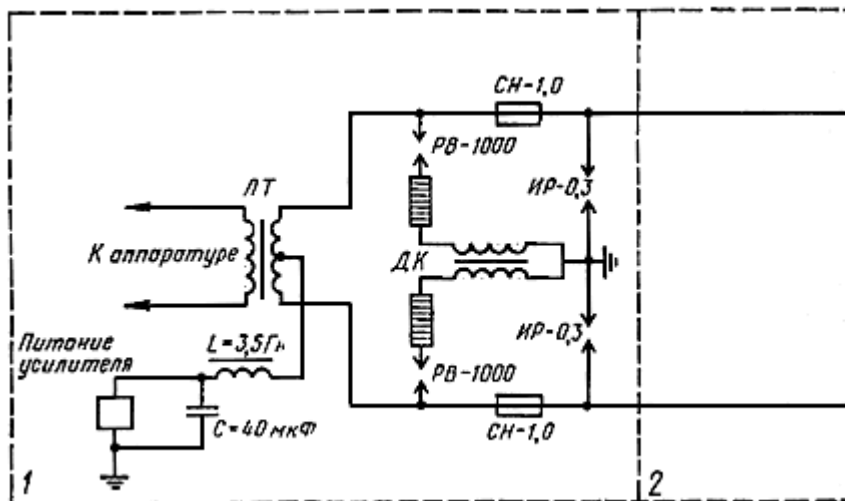 СН-1,0
РВ-1000
ЛТ
ИР-0,3
К аппаратуре
ДК
Питание
усилителя
L=3,5Гн
ИР-0,3
РВ-1000
C=40 мкФ
СН-1,0
1
2